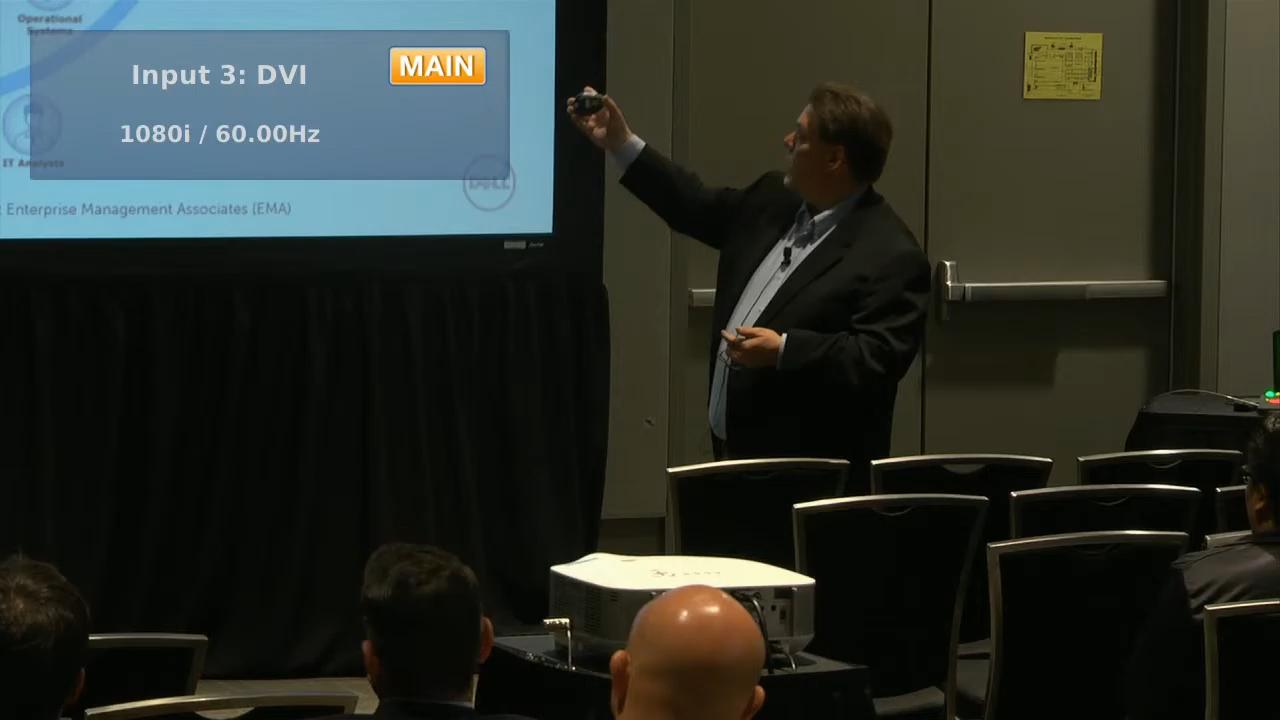 Operational
Systems
Input 3: DVI
MAIN
1080i / 60.00Hz
IT Analysts
DELL
Enterprise Management Associates (EMA)